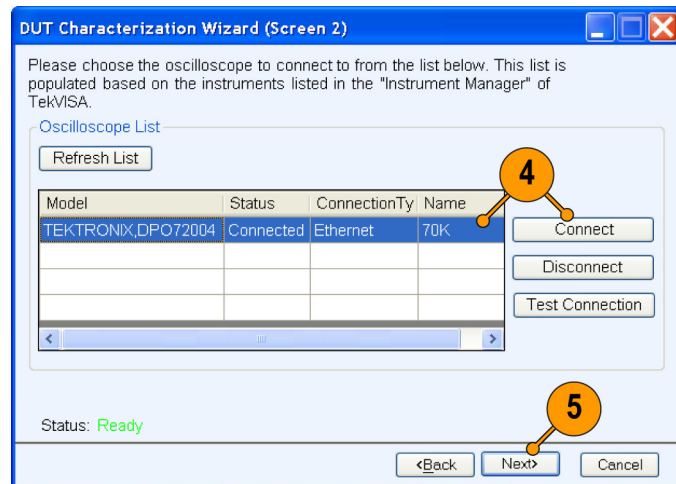 DUT Characterization Wizard (Screen 2)
Please choose the oscilloscope to connect to from the list below. This list is
populated based on the instruments listed in the "Instrument Manager" of
TekVISA.
Oscilloscope List
Refresh List
4
Model Status ConnectionTy Name
TEKTRONIX,DPO72004 Connected Ethernet 70K
Connect
Disconnect
Test Connection
5
Status: Ready
<Back Next> Cancel